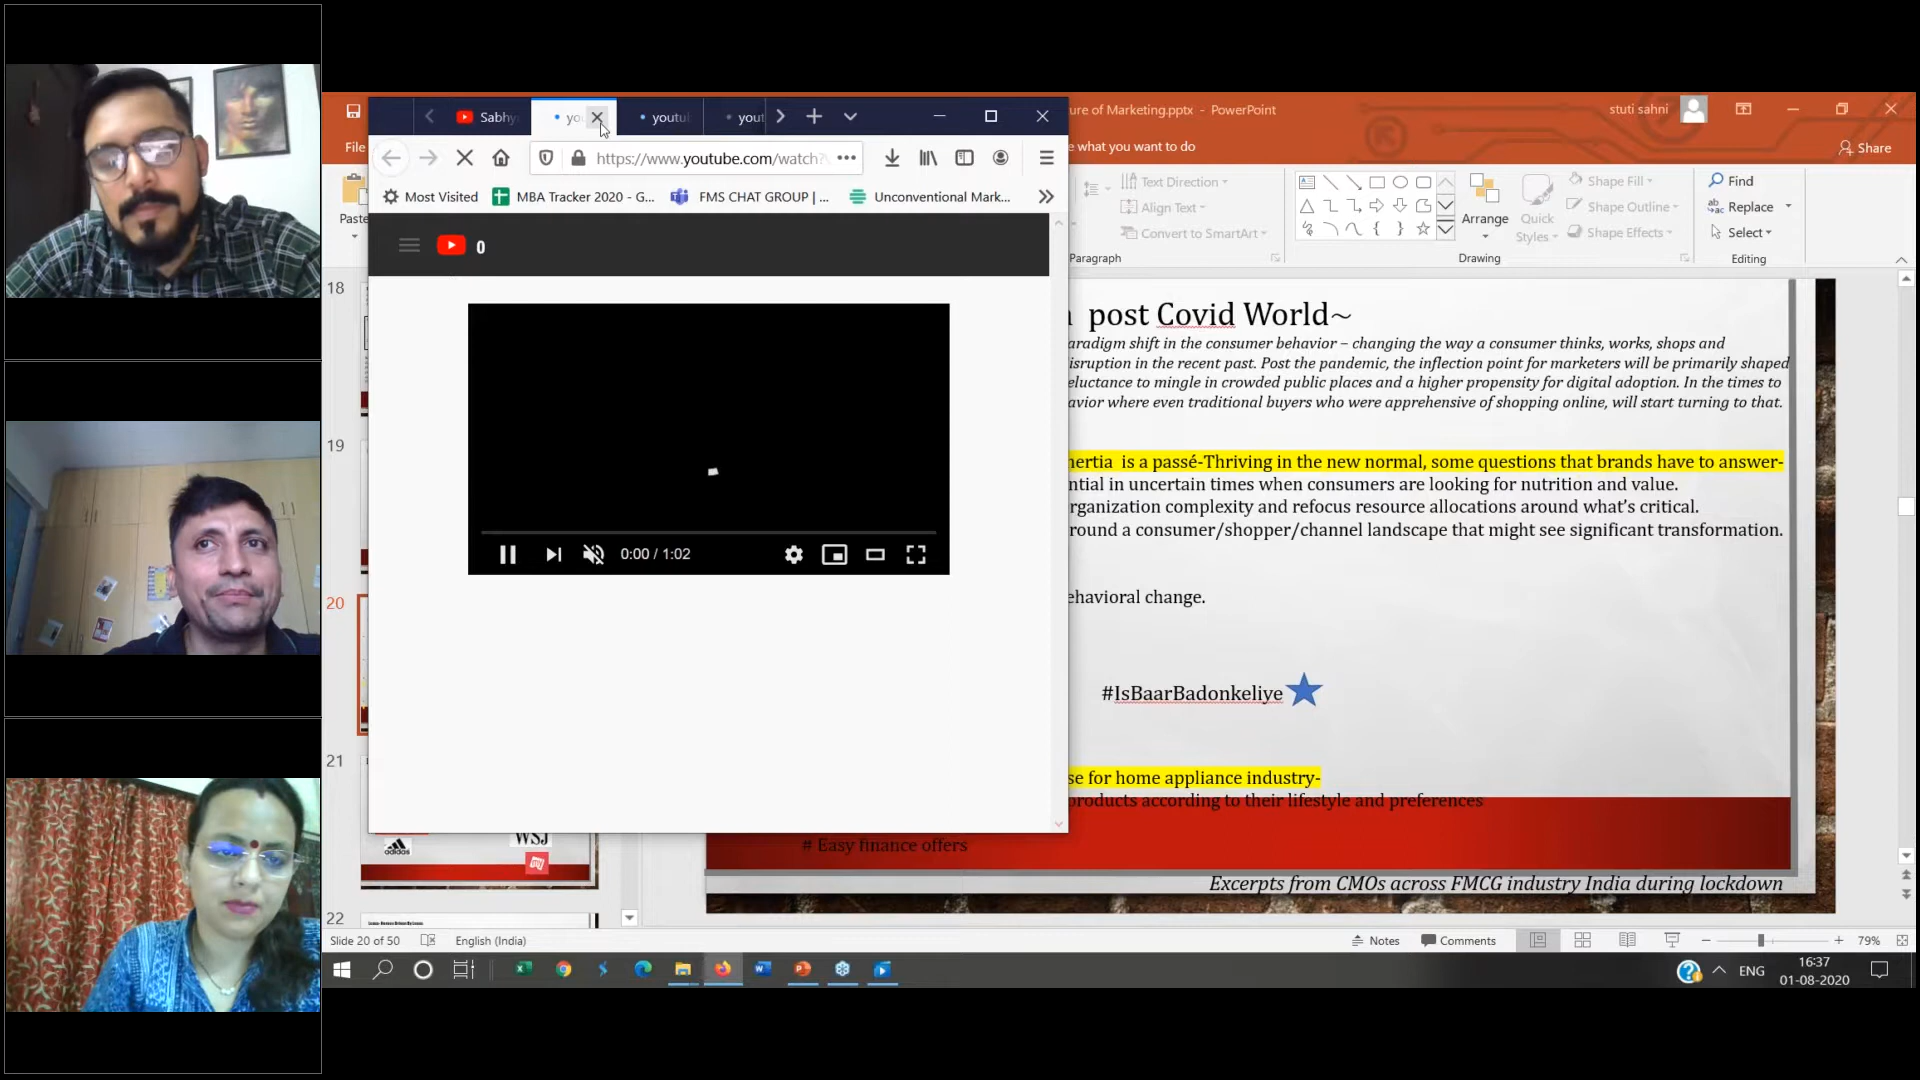 ure of Marketing.pptx - PowerPoint
stuti sahni
Sabhy
you
youtu
yout
File
e what you want to do
Share
https://www.youtube.com/watch?
Most Visited
MBA Tracker 2020 - G...
FMS CHAT GROUP | ...
Unconventional Mark...
Paste
Text Direction
Align Text
Convert to SmartArt
Paragraph
Arrange
Quick
Styles
Shape Fill
Shape Outline
Shape Effects
Drawing
Find
Replace
Select
Editing
0
0:00 / 1:02
18
19
20
21
22
post Covid World~
aradigm shift in the consumer behavior – changing the way a consumer thinks, works, shops and
isruption in the recent past. Post the pandemic, the inflection point for marketers will be primarily shaped
eluctance to mingle in crowded public places and a higher propensity for digital adoption. In the times to
avior where even traditional buyers who were apprehensive of shopping online, will start turning to that.
nertia is a passé-Thriving in the new normal, some questions that brands have to answer-
ntial in uncertain times when consumers are looking for nutrition and value.
rganization complexity and refocus resource allocations around what's critical.
round a consumer/shopper/channel landscape that might see significant transformation.
ehavioral change.
#IsBaarBadonkeliye
se for home appliance industry-
products according to their lifestyle and preferences
# Easy finance offers
Excerpts from CMOs across FMCG industry India during lockdown
adidas
WSJ
my
Slide 20 of 50
English (India)
Notes
Comments
79%
ENG
16:37
01-08-2020